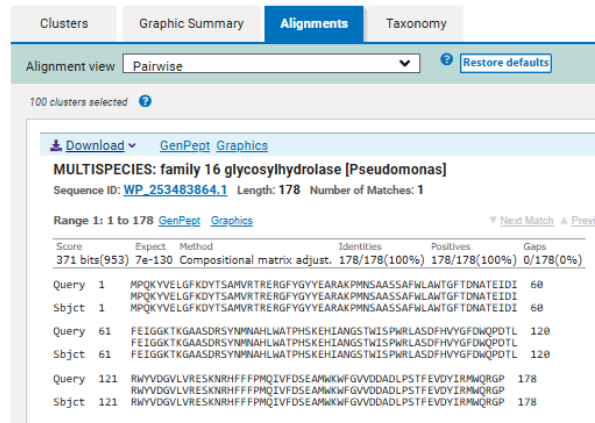 Clusters Graphic Summary Alignments Taxonomy
Alignment view Pairwise ? Restore defaults
100 clusters selected ?
Download GenPept Graphics
MULTISPECIES: family 16 glycosylhydrolase [Pseudomonas]
Sequence ID: WP_253483864.1 Length: 178 Number of Matches: 1
Range 1: 1 to 178 GenPept Graphics ▼ Next Match ▲ Previ
Score Expect Method Identities Positives Gaps
371 bits(953) 7e-130 Compositional matrix adjust. 178/178(100%) 178/178(100%) 0/178(0%)
Query 1 MPQKYVELGFKDYTSAMVRTRERGFYGYYEARAKPMNSAASSAFWLAWTGFTDNATEIDI 60
MPQKYVELGFKDYTSAMVRTRERGFYGYYEARAKPMNSAASSAFWLAWTGFTDNATEIDI
Sbjct 1 MPQKYVELGFKDYTSAMVRTRERGFYGYYEARAKPMNSAASSAFWLAWTGFTDNATEIDI 60
Query 61 FEIGGKTKGAASDRSYNMNAHLWATPHSKEHIANGSTWISPWRLASDFHVYGFDWQPDTL 120
FEIGGKTKGAASDRSYNMNAHLWATPHSKEHIANGSTWISPWRLASDFHVYGFDWQPDTL
Sbjct 61 FEIGGKTKGAASDRSYNMNAHLWATPHSKEHIANGSTWISPWRLASDFHVYGFDWQPDTL 120
Query 121 RWYVDGVLVRESKNRHFFFPMQIVFDSEAMWKWFGVVDDADLPSTFEVDYIRMWQRGP 178
RWYVDGVLVRESKNRHFFFPMQIVFDSEAMWKWFGVVDDADLPSTFEVDYIRMWQRGP
Sbjct 121 RWYVDGVLVRESKNRHFFFPMQIVFDSEAMWKWFGVVDDADLPSTFEVDYIRMWQRGP 178